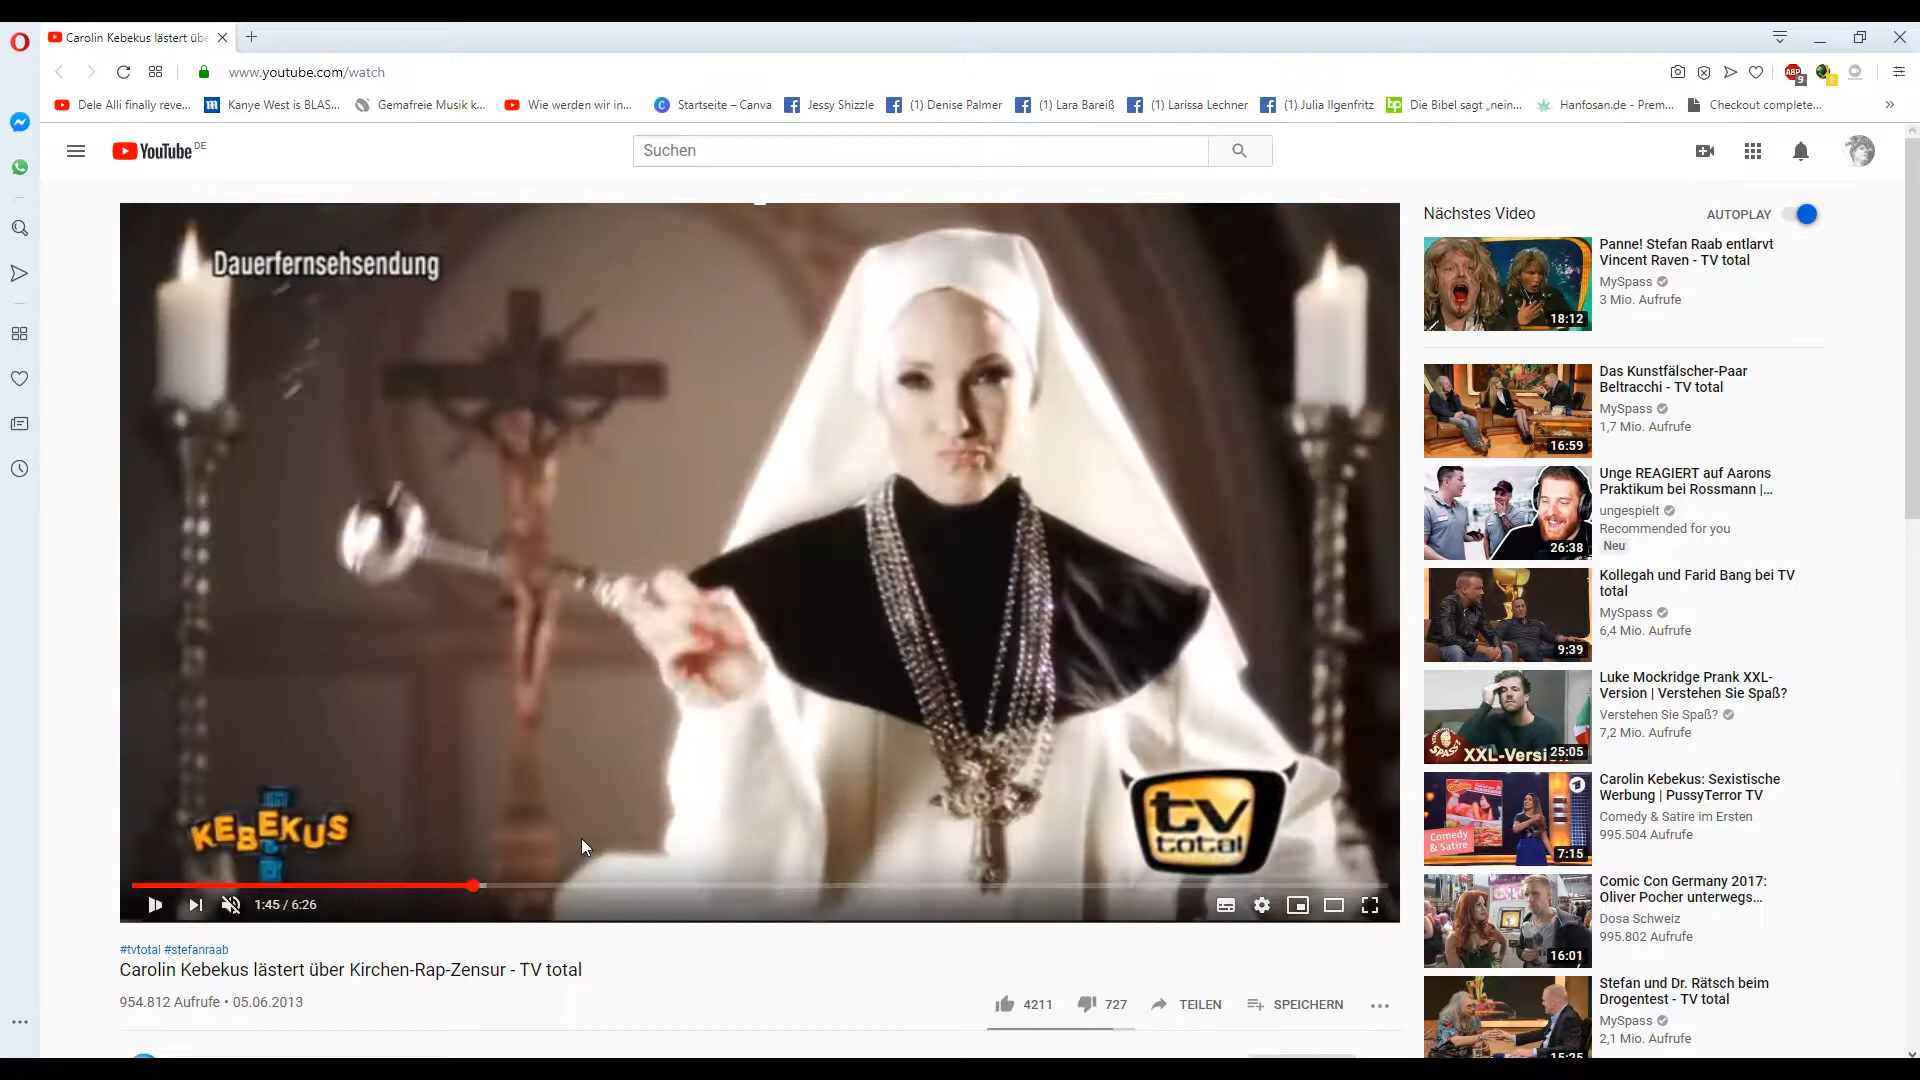 Carolin Kebekus lästert übe
www.youtube.com/watch
ABP
9
Dele Alli finally reve...
Kanye West is BLAS...
Gemafreie Musik k...
Wie werden wir in...
Startseite – Canva
Jessy Shizzle
(1) Denise Palmer
(1) Lara Bareiß
(1) Larissa Lechner
(1) Julia Ilgenfritz
bp
Die Bibel sagt „nein...
Hanfosan.de - Prem...
Checkout complete...
YouTube DE
Suchen
Dauerfernsehsendung
KEBEKUS
tv
total
1:45 / 6:26
#tvtotal #stefanraab
Carolin Kebekus lästert über Kirchen-Rap-Zensur - TV total
954.812 Aufrufe • 05.06.2013
4211
727
TEILEN
SPEICHERN
Nächstes Video
AUTOPLAY
18:12
Panne! Stefan Raab entlarvt
Vincent Raven - TV total
MySpass
3 Mio. Aufrufe
16:59
Das Kunstfälscher-Paar
Beltracchi - TV total
MySpass
1,7 Mio. Aufrufe
26:38
Unge REAGIERT auf Aarons
Praktikum bei Rossmann |...
ungespielt
Recommended for you
Neu
9:39
Kollegah und Farid Bang bei TV
total
MySpass
6,4 Mio. Aufrufe
XXL-Versi
25:05
Luke Mockridge Prank XXL-
Version | Verstehen Sie Spaß?
Verstehen Sie Spaß?
7,2 Mio. Aufrufe
Comedy
& Satire
7:15
Carolin Kebekus: Sexistische
Werbung | PussyTerror TV
Comedy & Satire im Ersten
995.504 Aufrufe
16:01
Comic Con Germany 2017:
Oliver Pocher unterwegs...
Dosa Schweiz
995.802 Aufrufe
15:25
Stefan und Dr. Rätsch beim
Drogentest - TV total
MySpass
2,1 Mio. Aufrufe